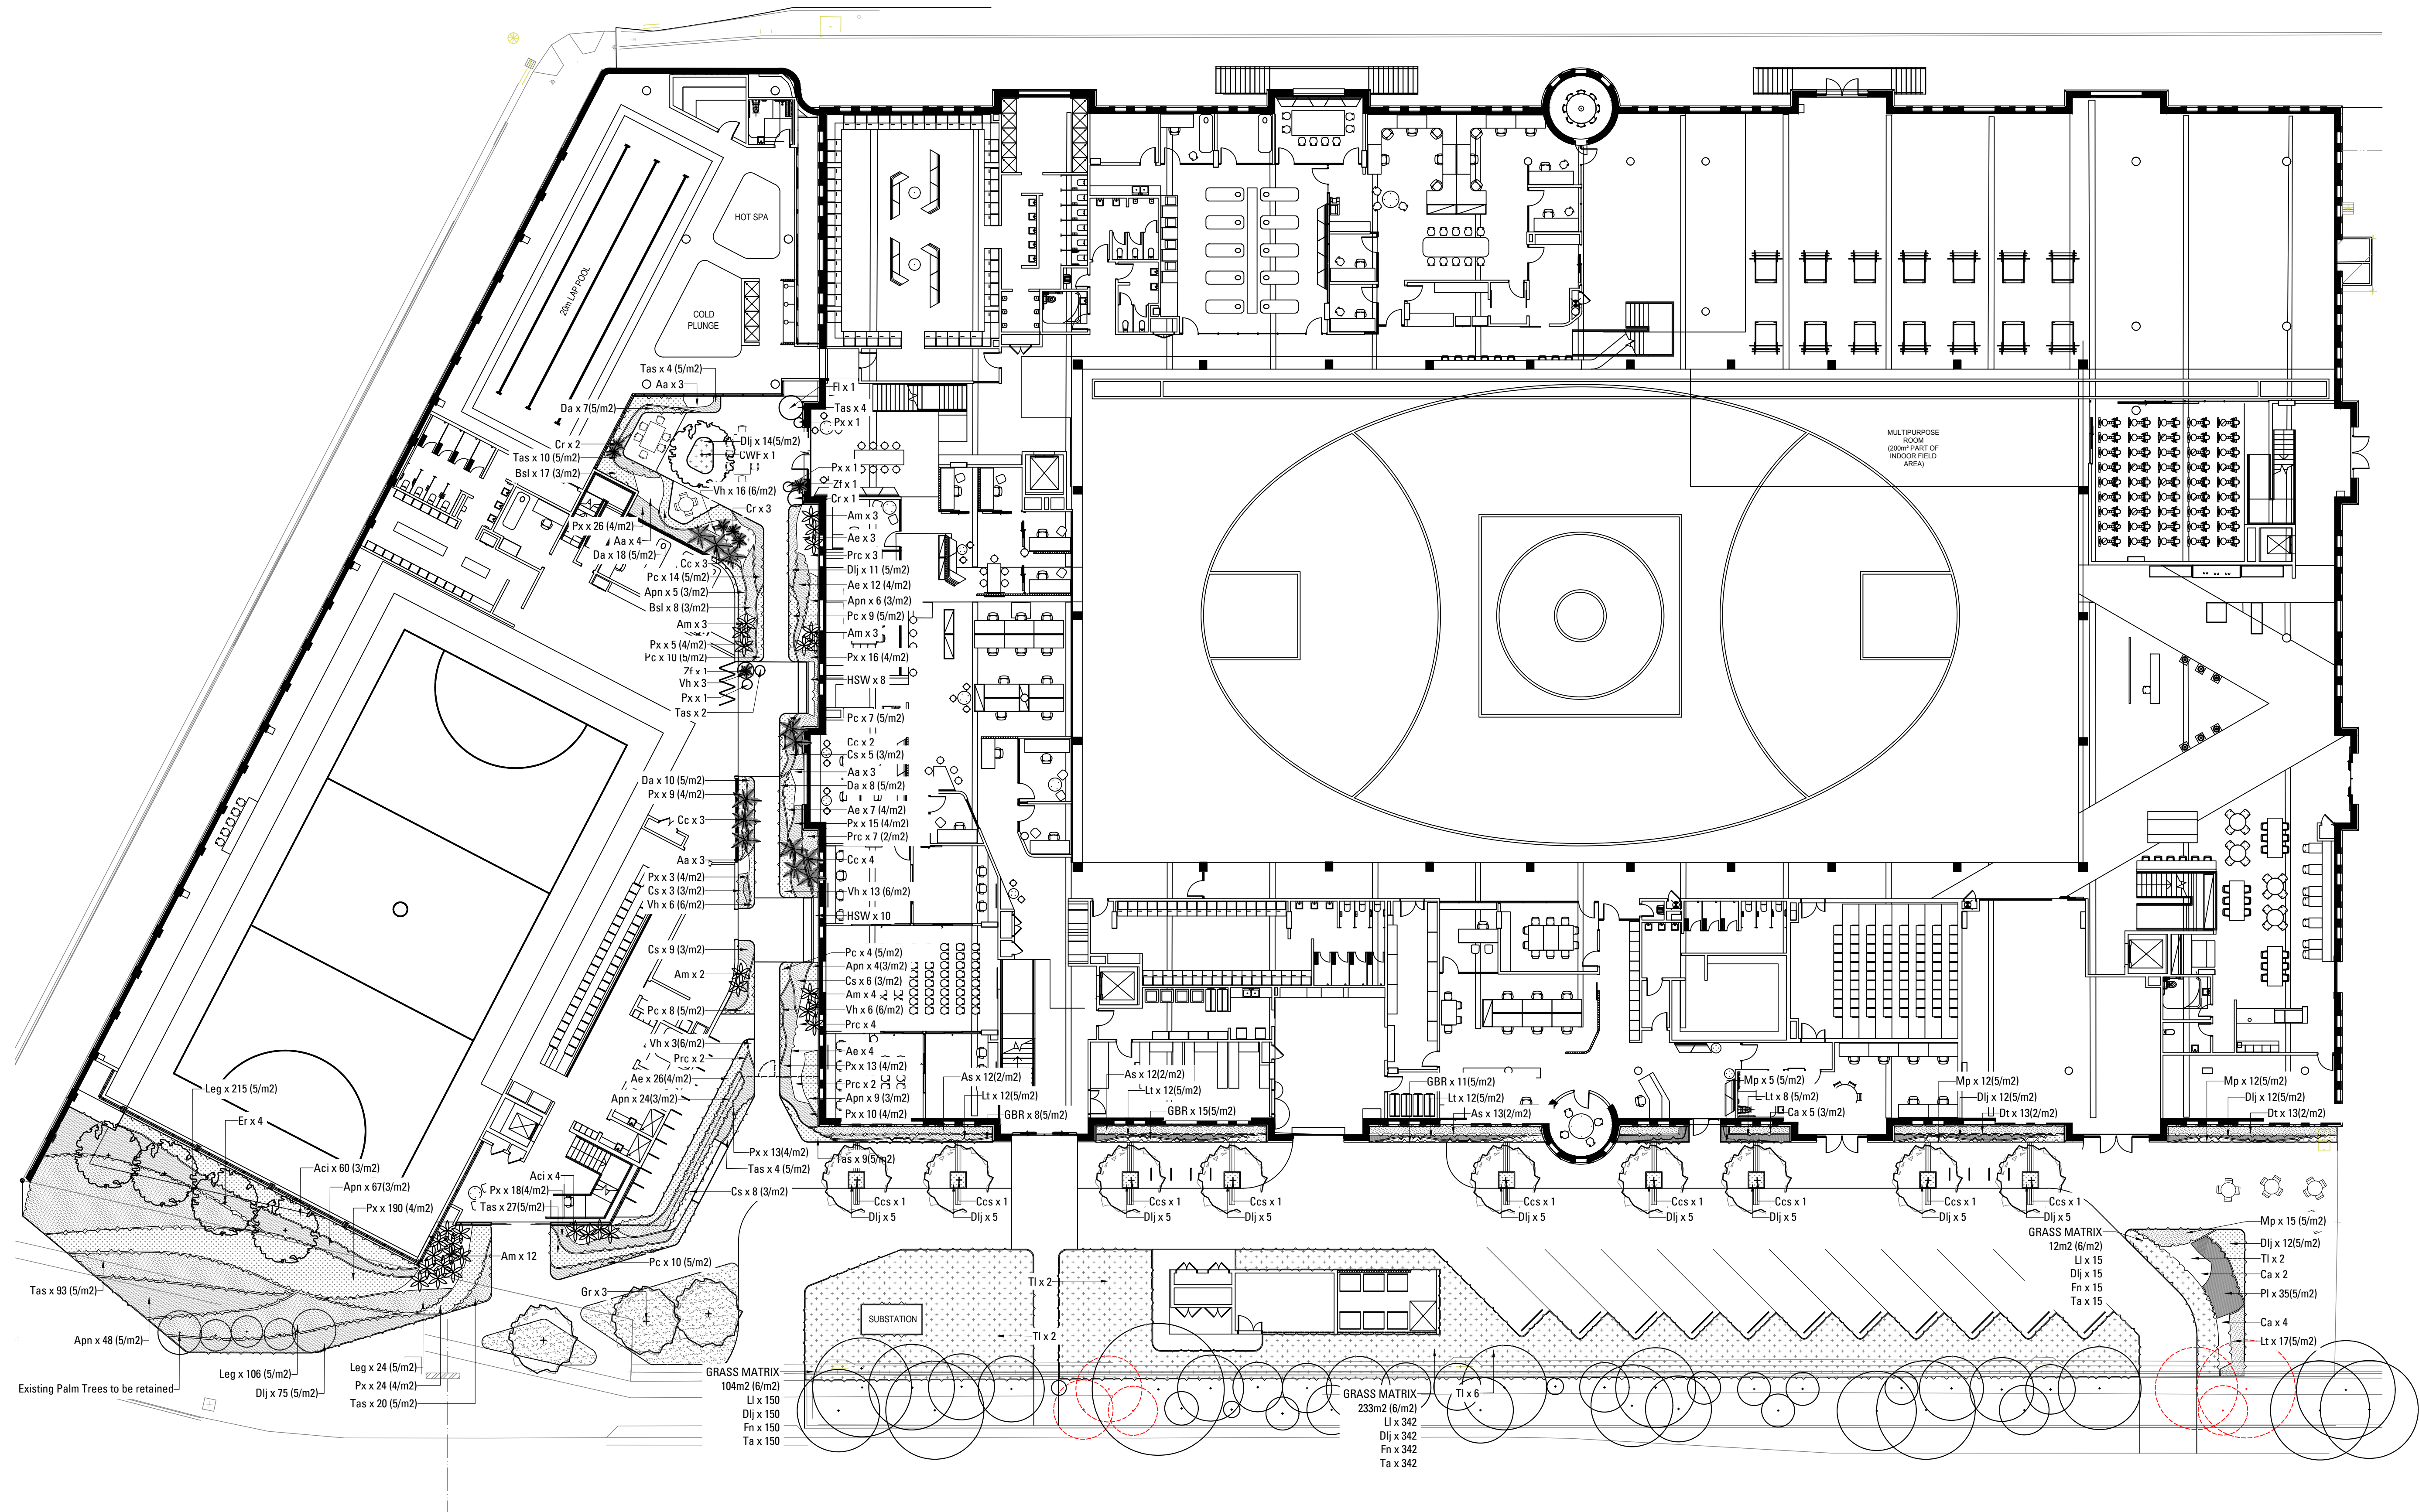 HOT SPA
20m LAP POOL
COLD
PLUNGE
Tas x 4 (5/m2)
Aa x 3
Da x 7(5/m2)
Cr x 2
Tas x 10 (5/m2)
Bsl x 17 (3/m2)
Fl x 1
Tas x 4
Px x 1
Dlj x 14(5/m2)
CWF x 1
Px x 1
Zf x 1
Cr x 1
Vh x 16 (6/m2)
Cr x 3
Px x 26 (4/m2)
Aa x 4
Da x 18 (5/m2)
Cc x 3
Pc x 14 (5/m2)
Apn x 5 (3/m2)
Bsl x 8 (3/m2)
Am x 3
Px x 5 (4/m2)
Pc x 10 (5/m2)
Zf x 1
Vh x 3
Px x 1
Tas x 2
Am x 3
Ae x 3
Prc x 3
Dlj x 11 (5/m2)
Ae x 12 (4/m2)
Apn x 6 (3/m2)
Pc x 9 (5/m2)
Am x 3
Px x 16 (4/m2)
HSW x 8
Pc x 7 (5/m2)
Cc x 2
Cs x 5 (3/m2)
Aa x 3
Da x 8 (5/m2)
Ae x 7 (4/m2)
Px x 15 (4/m2)
Prc x 7 (2/m2)
Cc x 4
Vh x 13 (6/m2)
HSW x 10
MULTIPURPOSE
ROOM
(200m² PART OF
INDOOR FIELD
AREA)
Da x 10 (5/m2)
Px x 9 (4/m2)
Cc x 3
Aa x 3
Px x 3 (4/m2)
Cs x 3 (3/m2)
Vh x 6 (6/m2)
Cs x 9 (3/m2)
Am x 2
Pc x 8 (5/m2)
Vh x 3(6/m2)
Prc x 2
Ae x 26(4/m2)
Apn x 24(3/m2)
Pc x 4 (5/m2)
Apn x 4(3/m2)
Cs x 6 (3/m2)
Am x 4
Vh x 6 (6/m2)
Prc x 4
Ae x 4
Px x 13 (4/m2)
Prc x 2
Apn x 9 (3/m2)
Px x 10 (4/m2)
As x 12(2/m2)
Lt x 12(5/m2)
GBR x 8(5/m2)
As x 12(2/m2)
Lt x 12(5/m2)
GBR x 15(5/m2)
GBR x 11(5/m2)
Lt x 12(5/m2)
As x 13(2/m2)
Mp x 5 (5/m2)
Lt x 8 (5/m2)
Ca x 5 (3/m2)
Mp x 12(5/m2)
Dlj x 12(5/m2)
Dt x 13(2/m2)
Mp x 12(5/m2)
Dlj x 12(5/m2)
Dt x 13(2/m2)
Leg x 215 (5/m2)
Er x 4
Aci x 60 (3/m2)
Apn x 67(3/m2)
Px x 190 (4/m2)
Aci x 4
Px x 18(4/m2)
Tas x 27(5/m2)
Px x 13(4/m2)
Tas x 4 (5/m2)
Cs x 8 (3/m2)
Tas x 9(5/m2)
Ccs x 1
Dlj x 5
Ccs x 1
Dlj x 5
Ccs x 1
Dlj x 5
Ccs x 1
Dlj x 5
Ccs x 1
Dlj x 5
Ccs x 1
Dlj x 5
Ccs x 1
Dlj x 5
Ccs x 1
Dlj x 5
Ccs x 1
Dlj x 5
Am x 12
Pc x 10 (5/m2)
Tas x 93 (5/m2)
Gr x 3
Apn x 48 (5/m2)
Leg x 106 (5/m2)
Dlj x 75 (5/m2)
Existing Palm Trees to be retained
Leg x 24 (5/m2)
Px x 24 (4/m2)
Tas x 20 (5/m2)
Tl x 2
SUBSTATION
Tl x 2
GRASS MATRIX
104m2 (6/m2)
Ll x 150
Dlj x 150
Fn x 150
Ta x 150
GRASS MATRIX
233m2 (6/m2)
Ll x 342
Dlj x 342
Fn x 342
Ta x 342
Tl x 6
GRASS MATRIX
12m2 (6/m2)
Ll x 15
Dlj x 15
Fn x 15
Ta x 15
Mp x 15 (5/m2)
Dlj x 12(5/m2)
Tl x 2
Ca x 2
Pl x 35(5/m2)
Ca x 4
Lt x 17(5/m2)